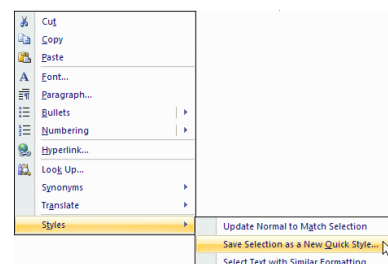 Cut
Copy
Paste
Font...
Paragraph...
Bullets
Numbering
Hyperlink...
Look Up...
Synonyms
Translate
Styles
Update Normal to Match Selection
Save Selection as a New Quick Style...
Select Text with Similar Formatting